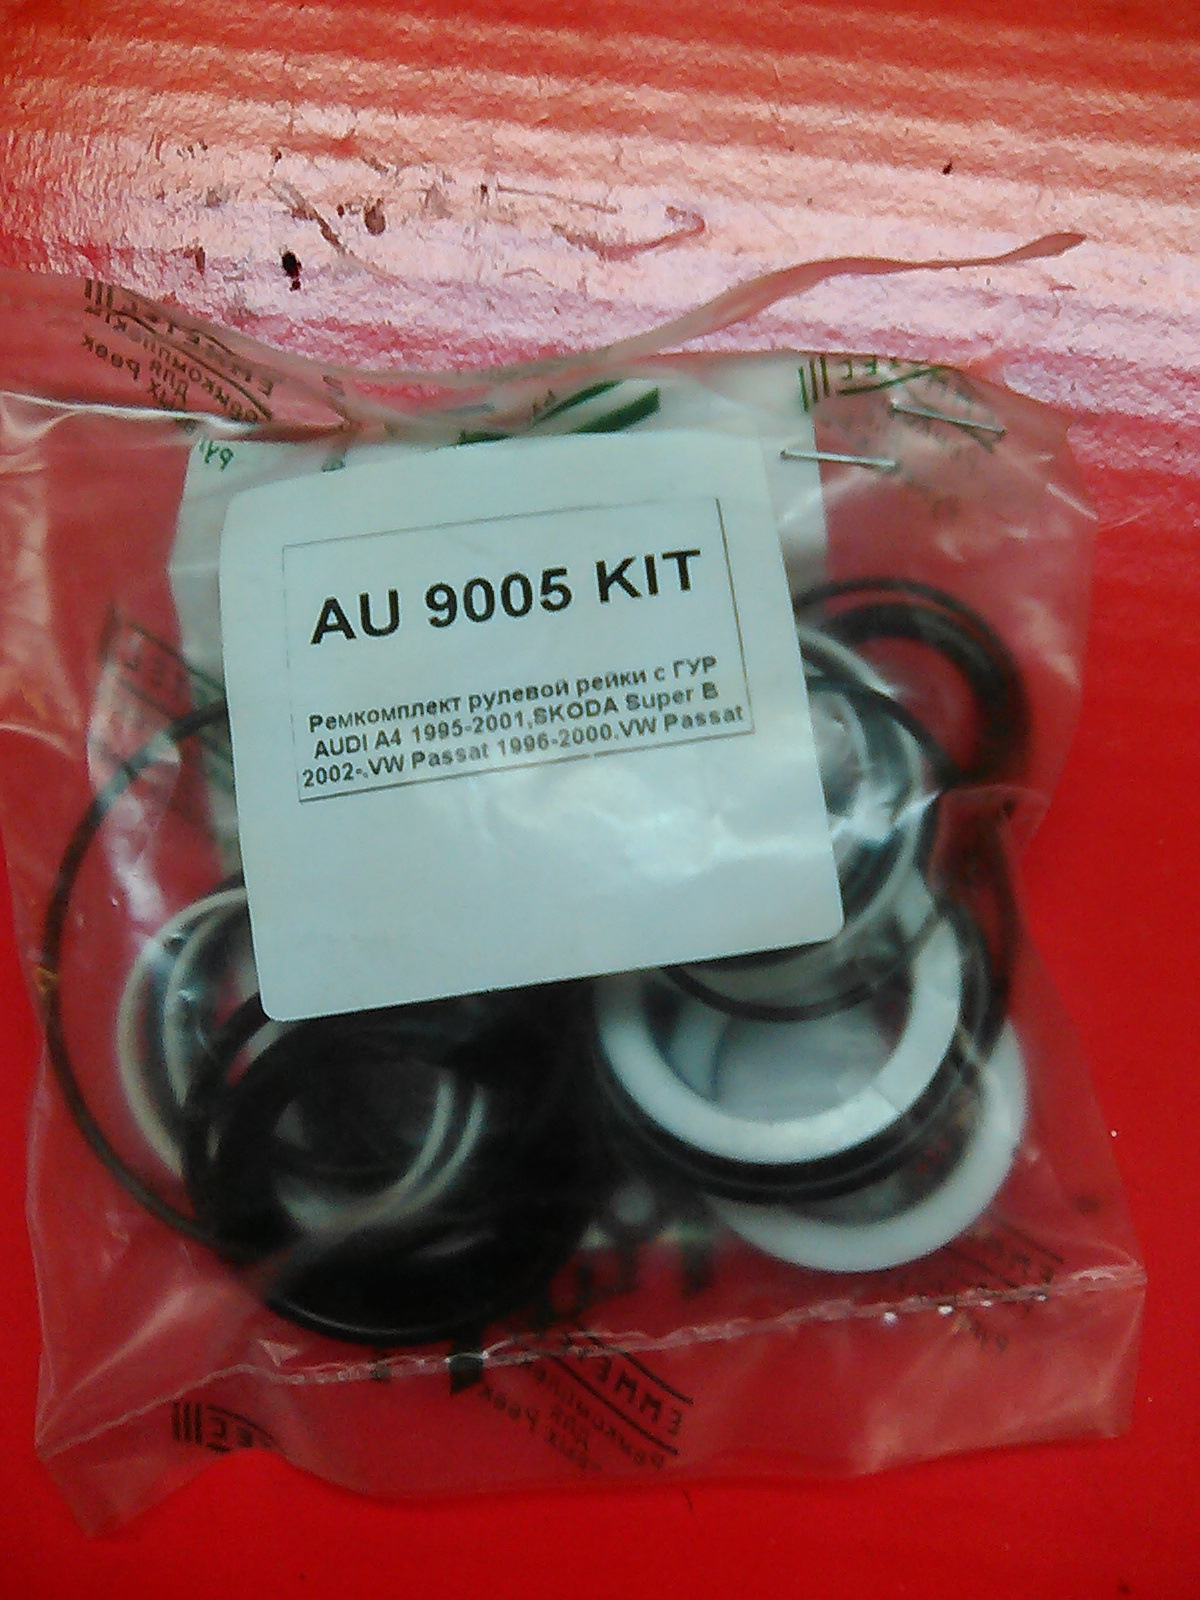 AU 9005 KIT
Ремкомплект рулевой рейки с ГУР
AUDI A4 1995-2001,SKODA Super B
2002-,VW Passat 1996-2000,VW Passat